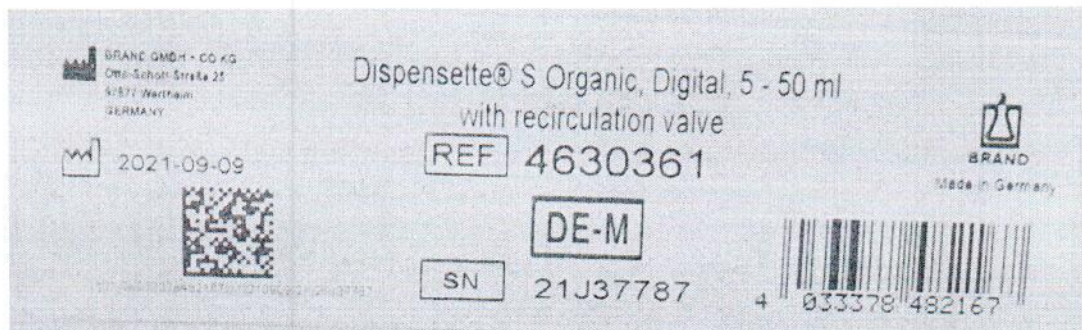 BRAND GMBH + CO KG
Otto-Schott-Straße 25
97877 Wertheim
GERMANY
2021-09-09
Dispensette® S Organic, Digital, 5 - 50 ml
with recirculation valve
REF 4630361
DE-M
SN 21J37787
BRAND
Made in Germany
4 033378 482167